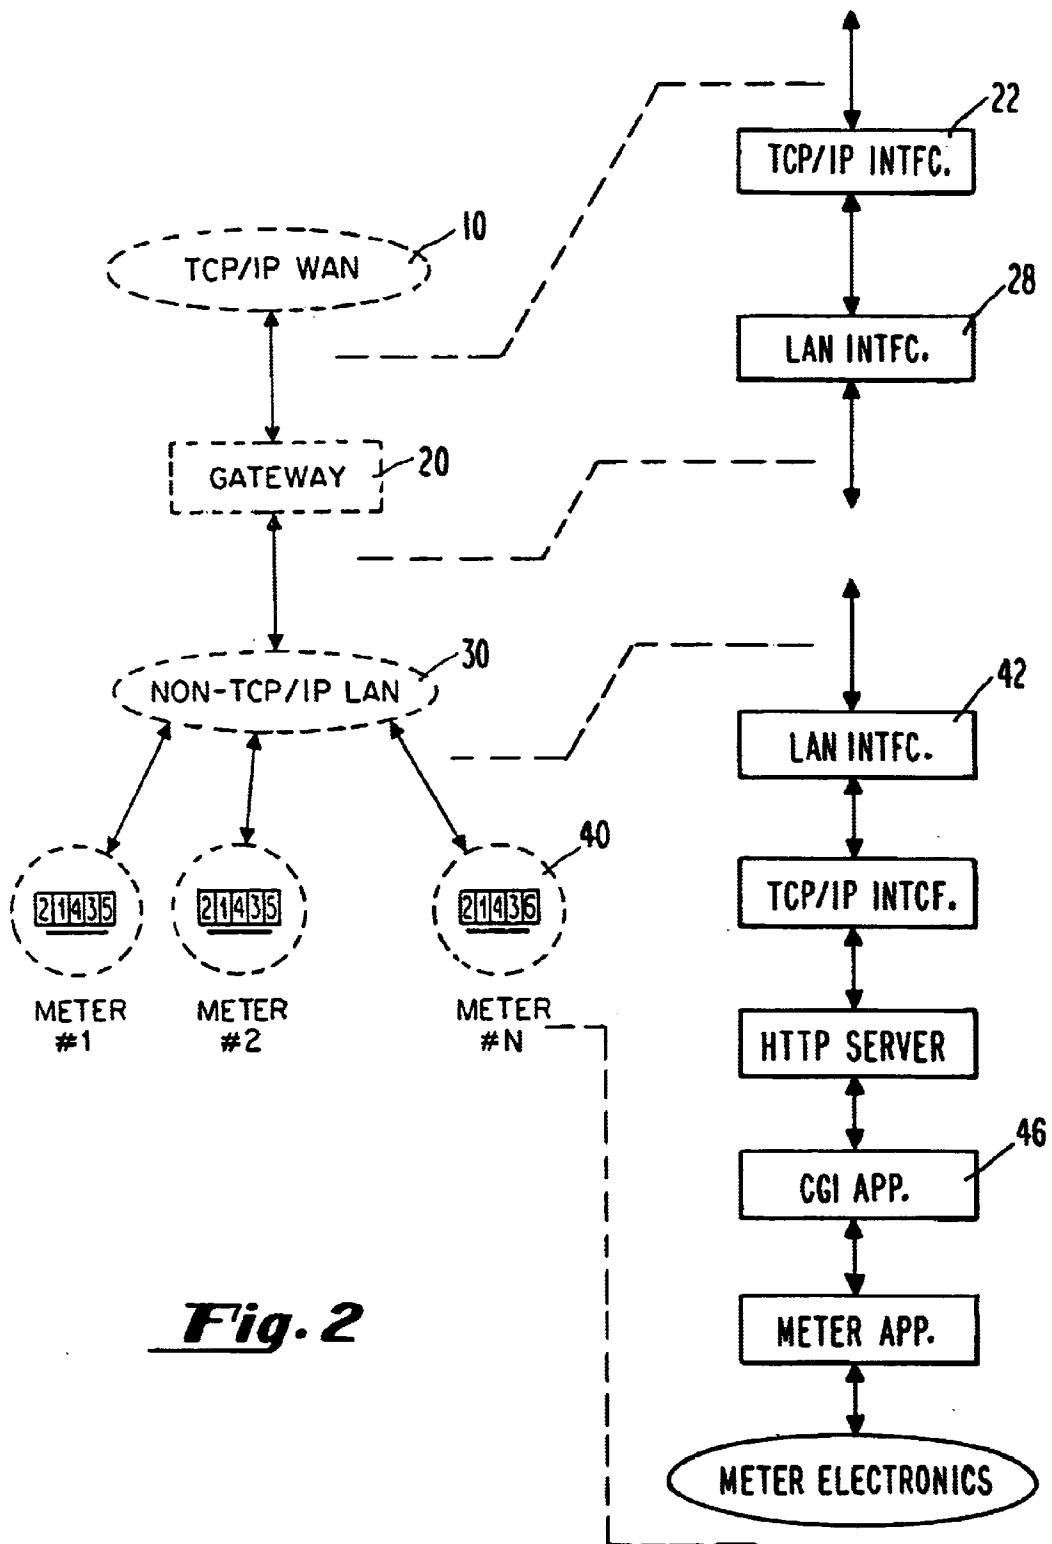 22
TCP/IP INTFC.
10
TCP/IP WAN
28
LAN INTFC.
GATEWAY
20
30
NON-TCP/IP LAN
42
LAN INTFC.
40
21435
21435
21436
TCP/IP INTCF.
METER
#1
METER
#2
METER
#N
HTTP SERVER
46
CGI APP.
METER APP.
Fig. 2
METER ELECTRONICS